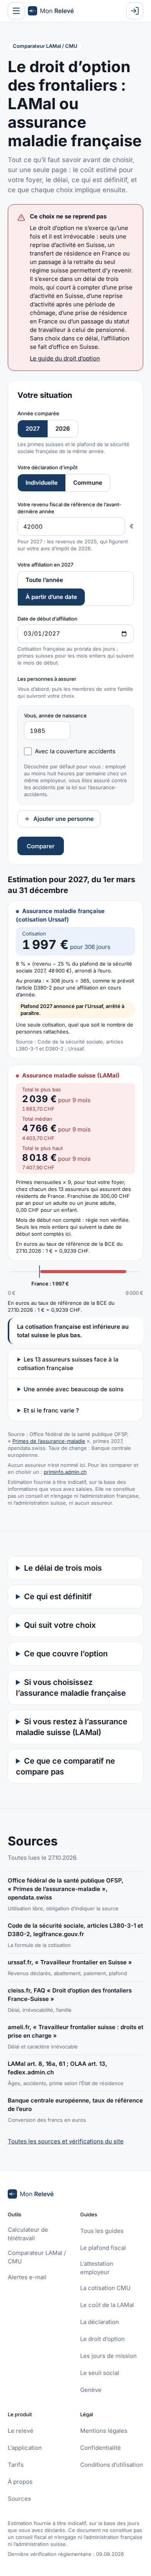 Mon Relevé
Comparateur LAMal / CMU
Le droit d'option
des frontaliers :
LAMal ou
assurance
maladie française
Tout ce qu'il faut savoir avant de choisir,
sur une seule page : le coût estimé pour
votre foyer, le délai, ce qui est définitif, et
ce que chaque choix implique ensuite.
Ce choix ne se reprend pas
Le droit d'option ne s'exerce qu'une
fois. Il est rétroactivé seuls : seule une
reprise d'activité en Suisse, un
transfert de résidence en France ou
un passage à la retraite du seul
régime suisse permettent d'y revenir.
Il s'exerce dans un délai de trois
mois, qui court à compter d'une prise
d'activité en Suisse, d'une reprise
d'activité après une période de
chômage, d'une prise de résidence
en France ou d'un passage du statut
de travailleur à celui de pensionné.
Sans choix dans ce délai, l'affiliation
se fait d'office en Suisse.
Le guide du droit d'option
Votre situation
Année comparée
2027
2026
Les primes suisses et le plafond de la sécurité
sociale française de la même année.
Votre déclaration d'impôt
Individuelle
Commune
Votre revenu fiscal de référence de l'avant-
dernière année
42000
€
Pour 2027 : les revenus de 2025, qui figurent
sur votre avis d'impôt de 2026.
Votre affiliation en 2027
Toute l'année
À partir d'une date
Date de début d'affiliation
03/01/2027
Cotisation française au prorata des jours ;
primes suisses pour les mois entiers qui suivent
le mois de début.
Les personnes à assurer
Vous d'abord, puis les membres de votre famille
qui suivront votre choix.
Vous, année de naissance
1985
Avec la couverture accidents
Décochée par défaut pour vous : employé
au moins huit heures par semaine chez un
même employeur, vous êtes assuré contre
les accidents par la loi sur l'assurance-
accidents.
+ Ajouter une personne
Comparer
Estimation pour 2027, du 1er mars
au 31 décembre
Assurance maladie française
(cotisation Urssaf)
Cotisation
1 997 € pour 306 jours
8 % × (revenu − 25 % du plafond de la sécurité
sociale 2027, 48 900 €), arrondi à l'euro.
Au prorata : × 306 jours ÷ 365, comme le prévoit
l'article D380-2 pour une affiliation en cours
d'année.
Plafond 2027 annoncé par l'Urssaf, arrêté à
paraître.
Une seule cotisation, quel que soit le nombre de
personnes rattachées.
Source : Code de la sécurité sociale, articles
L380-3-1 et D380-2 ; Urssaf.
Assurance maladie suisse (LAMal)
Total le plus bas
2 039 € pour 9 mois
1 883,70 CHF
Total médian
4 766 € pour 9 mois
4 403,70 CHF
Total le plus haut
8 018 € pour 9 mois
7 407,90 CHF
Primes mensuelles × 9, pour tout votre foyer,
chez chacun des 13 assureurs qui assurent des
résidents de France. Franchise de 300,00 CHF
par an pour un adulte ou un jeune adulte,
0,00 CHF pour un enfant.
Mois de début non compté : règle non vérifiée.
Seuls les mois entiers qui suivent la date de
début sont comptés ici.
En euros au taux de référence de la BCE du
27.10.2026 : 1 € = 0,9239 CHF.
France : 1 997 €
0 €
9 000 €
En euros au taux de référence de la BCE du
27.10.2026 : 1 € = 0,9239 CHF.
La cotisation française est inférieure au
total suisse le plus bas.
Les 13 assureurs suisses face à la
cotisation française
Une année avec beaucoup de soins
Et si le franc varie ?
Source : Office fédéral de la santé publique OFSP,
« Primes de l'assurance-maladie », primes 2027,
opendata.swiss. Taux de change : Banque centrale
européenne.
Aucun assureur n'est nommé ici. Pour les comparer et
en choisir un : priminfo.admin.ch
Estimation fournie à titre indicatif, sur la base des
informations que vous avez saisies. Elle ne constitue
pas un conseil et n'engage ni l'administration française,
ni l'administration suisse, ni aucun assureur.
Le délai de trois mois
Ce qui est définitif
Qui suit votre choix
Ce que couvre l'option
Si vous choisissez
l'assurance maladie française
Si vous restez à l'assurance
maladie suisse (LAMal)
Ce que ce comparatif ne
compare pas
Sources
Toutes lues le 27.10.2026.
Office fédéral de la santé publique OFSP,
« Primes de l'assurance-maladie »,
opendata.swiss
Utilisation libre, obligation d'indiquer la source
Code de la sécurité sociale, articles L380-3-1 et
D380-2, legifrance.gouv.fr
La formule de la cotisation
urssaf.fr, « Travailleur frontalier en Suisse »
Revenus déclarés, abattement, paiement, plafond
cleiss.fr, FAQ « Droit d'option des frontaliers
France-Suisse »
Délai, irrévocabilité, famille
ameli.fr, « Travailleur frontalier suisse : droits et
prise en charge »
Délai et caractère irrévocable
LAMal art. 8, 16a, 61 ; OLAA art. 13,
fedlex.admin.ch
Âges, accidents, prime selon l'État de résidence
Banque centrale européenne, taux de référence
de l'euro
Conversion des francs en euros
Toutes les sources et vérifications du site
Mon Relevé
Outils
Calculateur de
télétravail
Comparateur LAMal /
CMU
Alertes e-mail
Guides
Tous les guides
Le plafond fiscal
L'attestation
employeur
La cotisation CMU
Le coût de la LAMal
La déclaration
Le droit d'option
Les jours de mission
Le seuil social
Genève
Le produit
Le relevé
L'application
Tarifs
À propos
Sources
Légal
Mentions légales
Confidentialité
Conditions d'utilisation
Estimation fournie à titre indicatif, sur la base des jours
que vous avez déclarés. Ce document ne constitue pas
un conseil fiscal et n'engage ni l'administration française
ni l'administration suisse.
Dernière vérification réglementaire : 09.09.2026